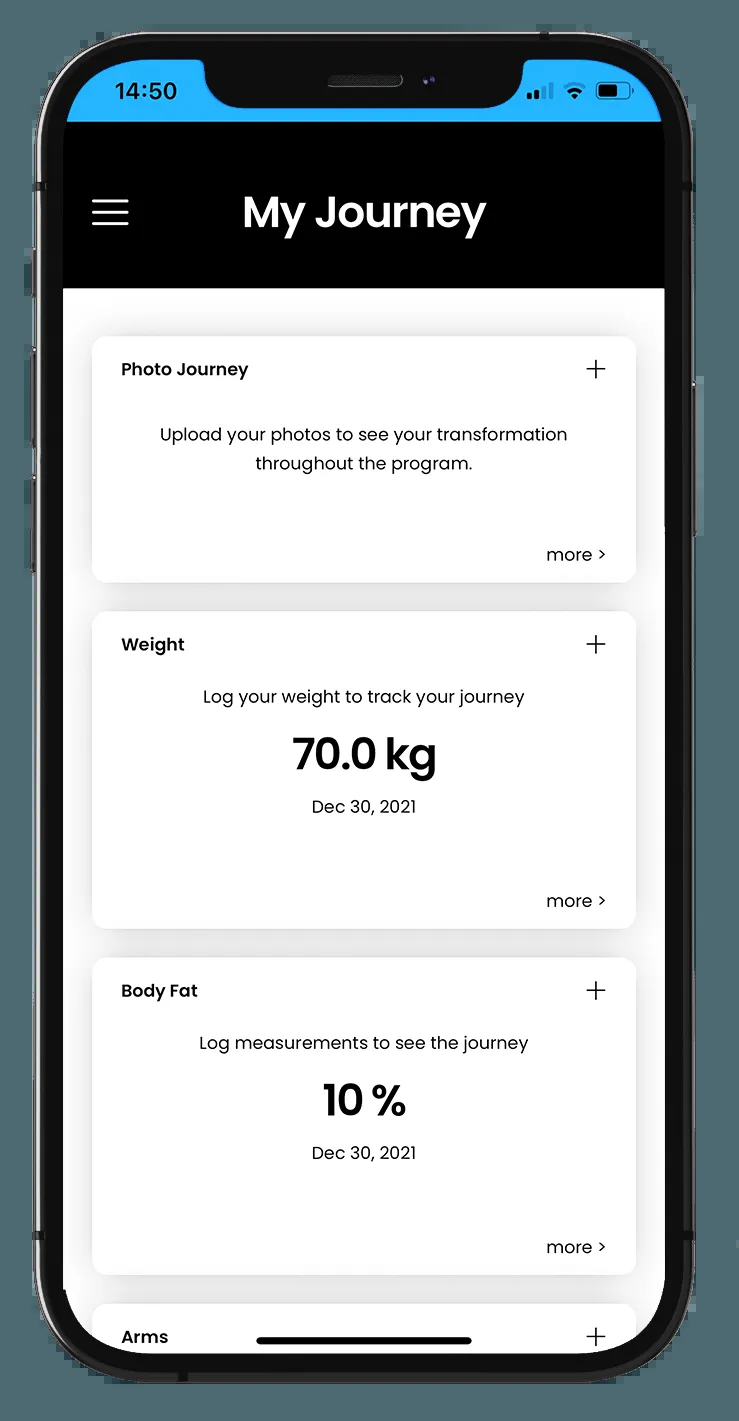 14:50
My Journey
Photo Journey
Upload your photos to see your transformation
throughout the program.
more >
Weight
Log your weight to track your journey
70.0 kg
Dec 30, 2021
more >
Body Fat
Log measurements to see the journey
10 %
Dec 30, 2021
more >
Arms